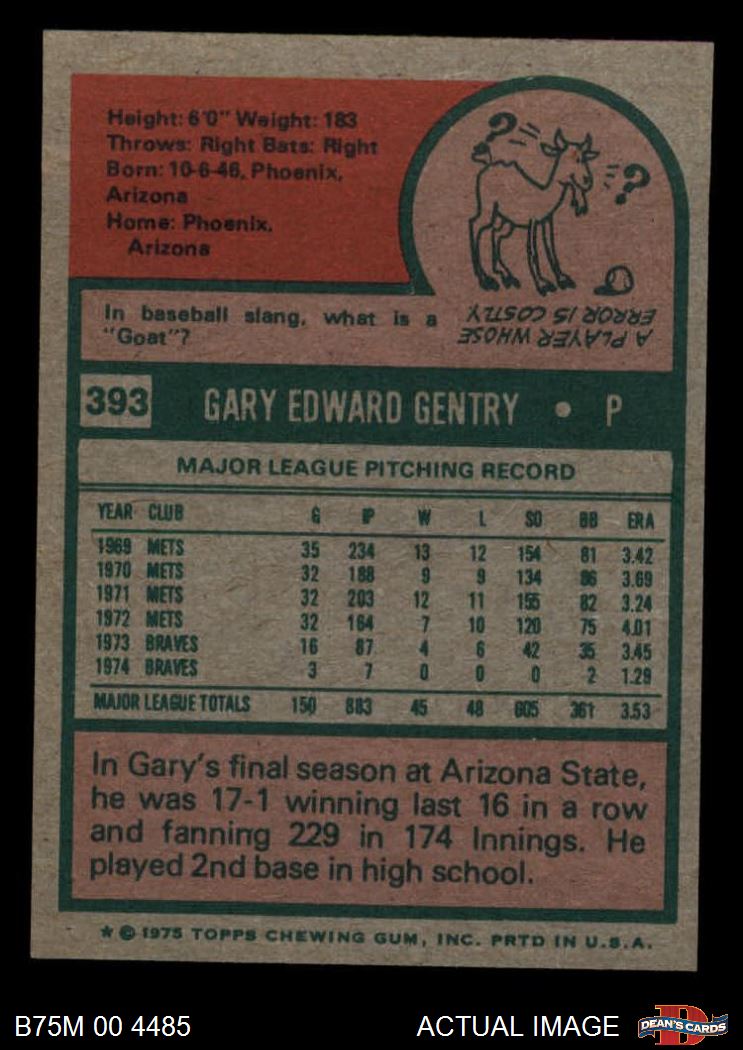 Height: 6'0" Weight: 183
Throws: Right Bats: Right
Born: 10-6-46, Phoenix,
Arizona
Home: Phoenix,
Arizona
? ?
In baseball slang, what is a
"Goat"?
A PLAYER WHOSE
ERROR IS COSTLY
393 GARY EDWARD GENTRY • P
MAJOR LEAGUE PITCHING RECORD
YEAR CLUB G IP W L SO BB ERA
1969 METS 35 234 13 12 154 81 3.42
1970 METS 32 188 9 9 134 86 3.69
1971 METS 32 203 12 11 155 82 3.24
1972 METS 32 164 7 10 120 75 4.01
1973 BRAVES 16 87 4 6 42 35 3.45
1974 BRAVES 3 7 0 0 0 2 1.29
MAJOR LEAGUE TOTALS 150 883 45 48 605 361 3.53
In Gary's final season at Arizona State,
he was 17-1 winning last 16 in a row
and fanning 229 in 174 Innings. He
played 2nd base in high school.
★ © 1975 TOPPS CHEWING GUM, INC. PRTD IN U.S.A.
B75M 00 4485 ACTUAL IMAGE D DEAN'S CARDS